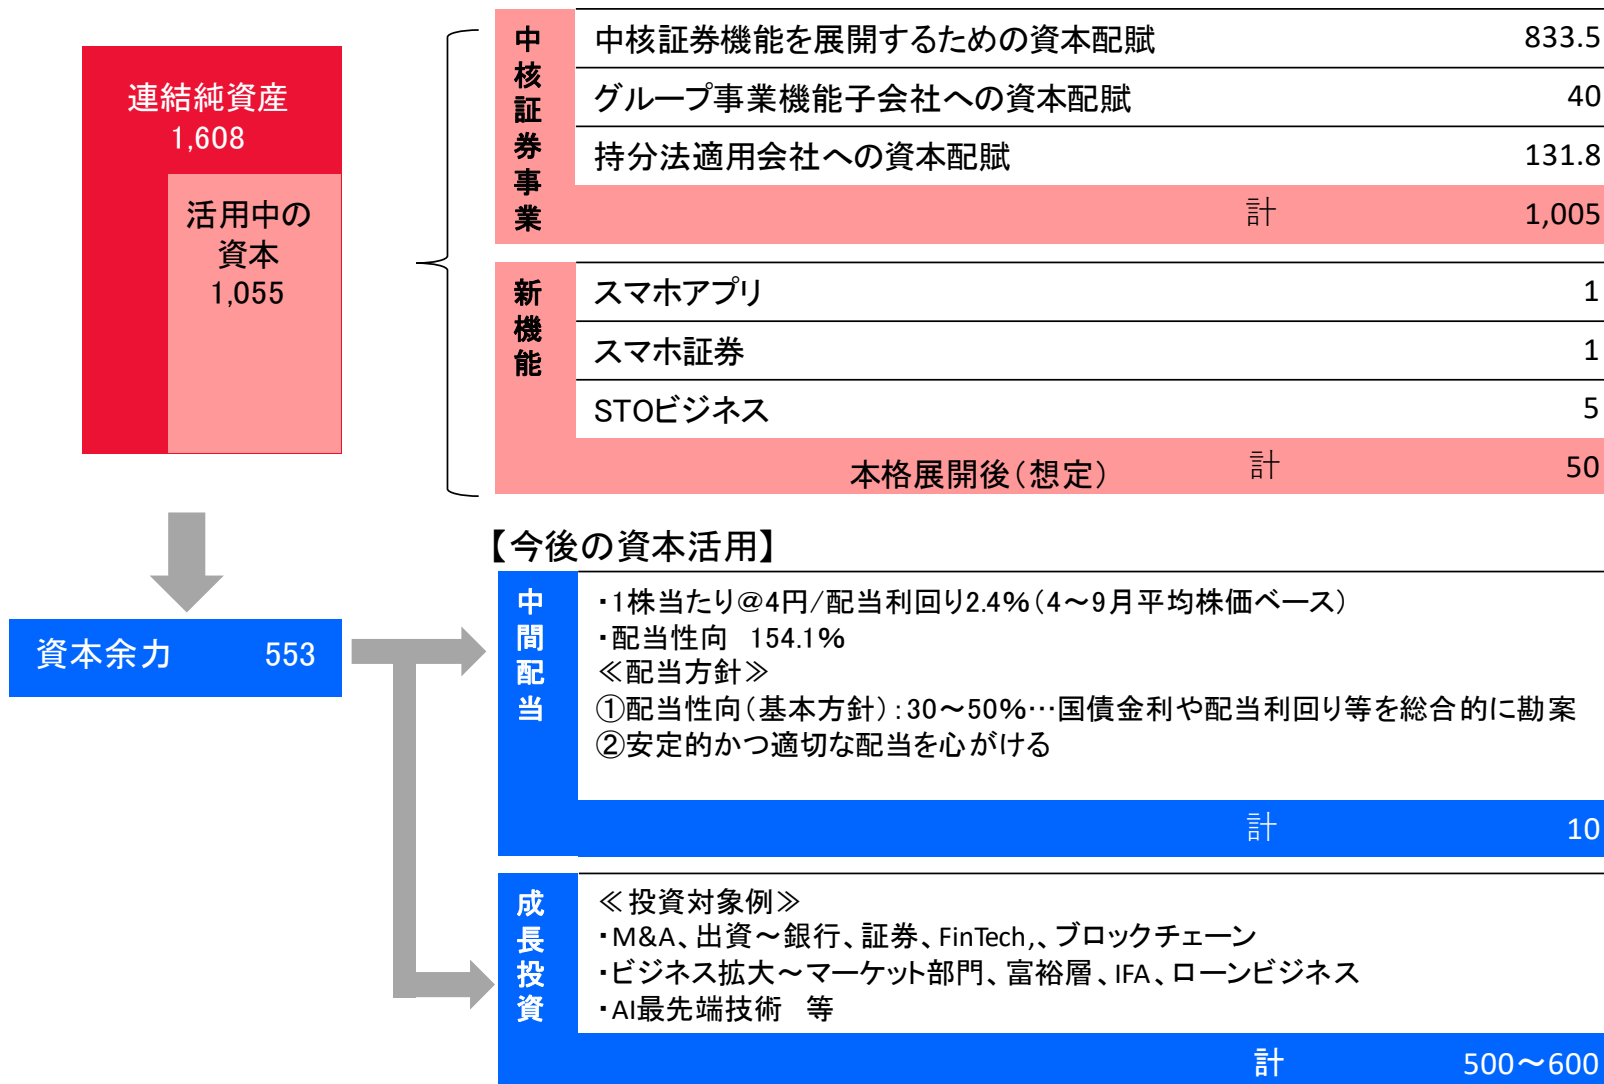 連結純資産
1,608
活用中の
資本
1,055
中核証券事業
中核証券機能を展開するための資本配賦 833.5
グループ事業機能子会社への資本配賦 40
持分法適用会社への資本配賦 131.8
計 1,005
新機能
スマホアプリ 1
スマホ証券 1
STOビジネス 5
本格展開後(想定) 計 50
資本余力 553
【今後の資本活用】
中間配当
・1株当たり@4円/配当利回り2.4%(4～9月平均株価ベース)
・配当性向 154.1%
≪配当方針≫
①配当性向(基本方針):30～50%…国債金利や配当利回り等を総合的に勘案
②安定的かつ適切な配当を心がける
計 10
成長投資
≪投資対象例≫
・M&A、出資～銀行、証券、FinTech,、ブロックチェーン
・ビジネス拡大～マーケット部門、富裕層、IFA、ローンビジネス
・AI最先端技術 等
計 500～600